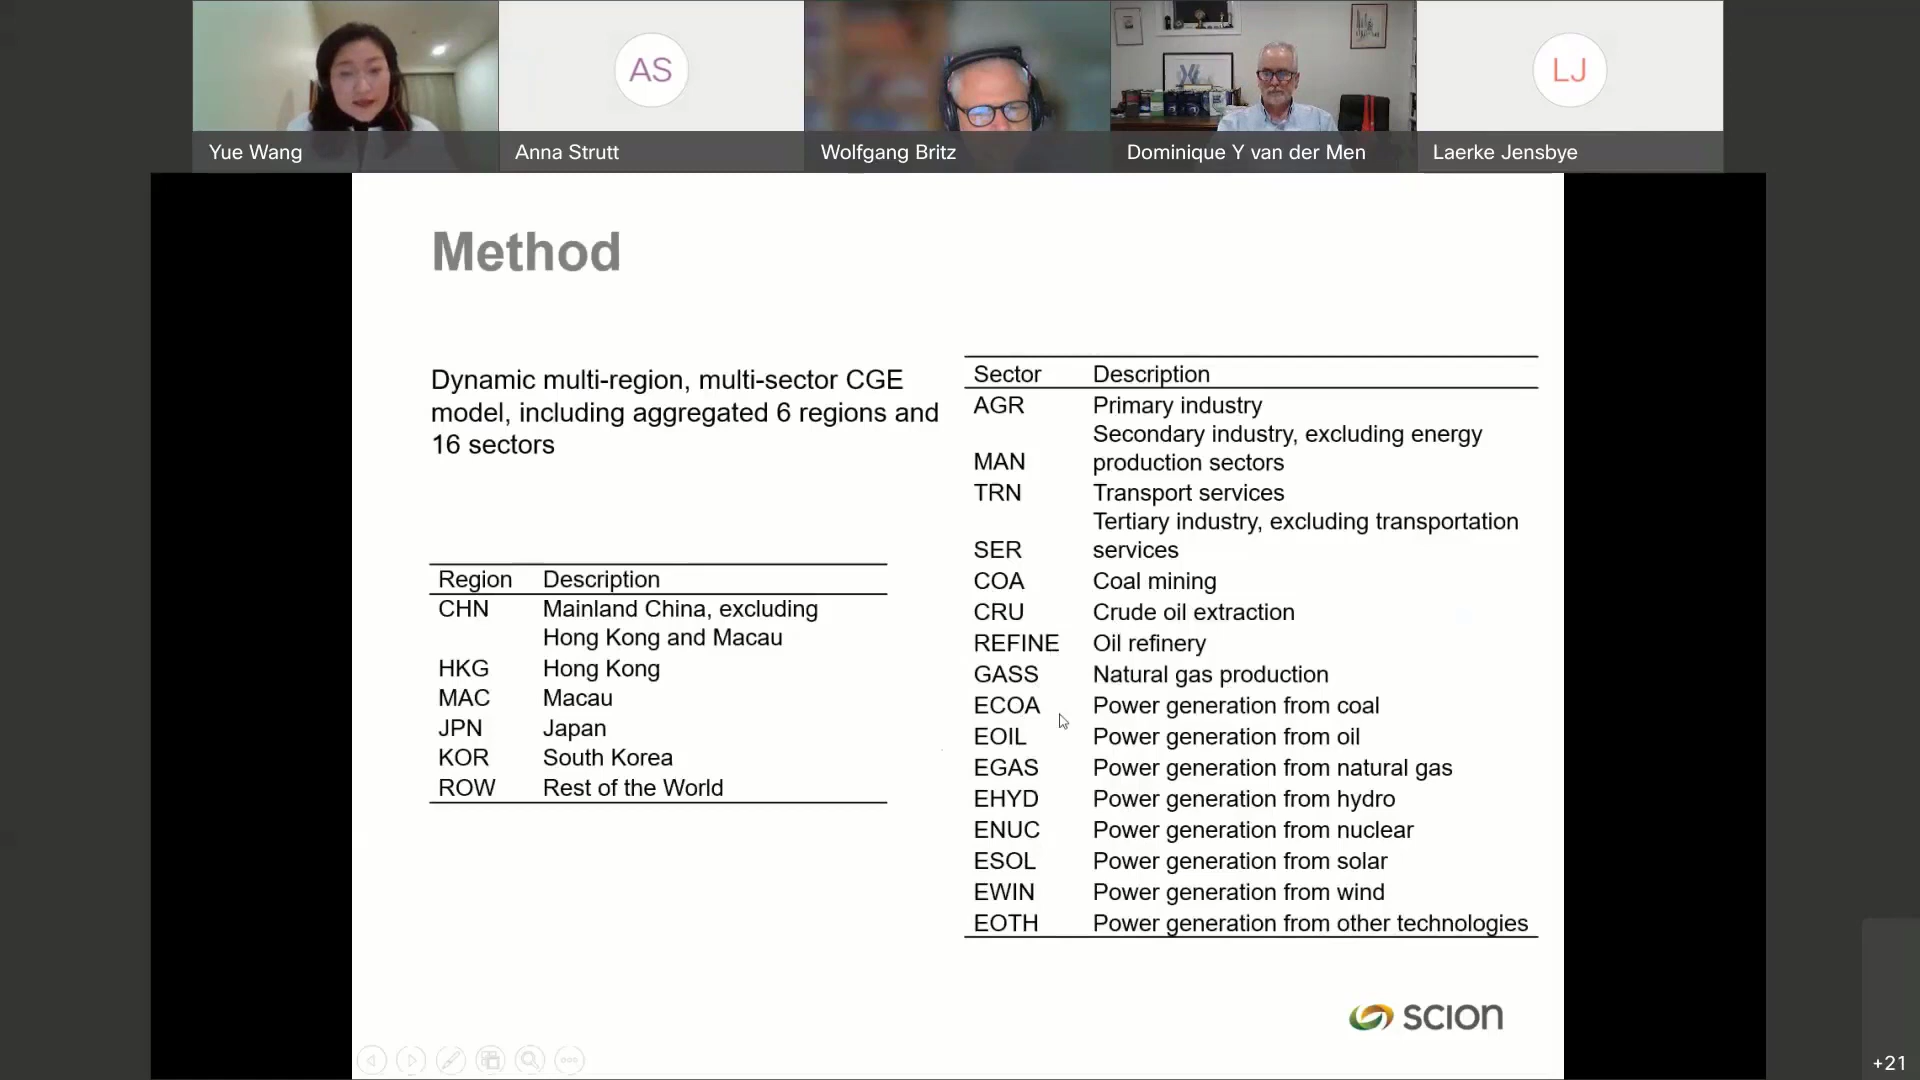 AS
LJ
Yue Wang
Anna Strutt
Wolfgang Britz
Dominique Y van der Men
Laerke Jensbye
Method
Dynamic multi-region, multi-sector CGE
model, including aggregated 6 regions and
16 sectors
Region Description
CHN Mainland China, excluding
Hong Kong and Macau
HKG Hong Kong
MAC Macau
JPN Japan
KOR South Korea
ROW Rest of the World
Sector Description
AGR Primary industry
Secondary industry, excluding energy
MAN production sectors
TRN Transport services
Tertiary industry, excluding transportation
SER services
COA Coal mining
CRU Crude oil extraction
REFINE Oil refinery
GASS Natural gas production
ECOA Power generation from coal
EOIL Power generation from oil
EGAS Power generation from natural gas
EHYD Power generation from hydro
ENUC Power generation from nuclear
ESOL Power generation from solar
EWIN Power generation from wind
EOTH Power generation from other technologies
scion
+21